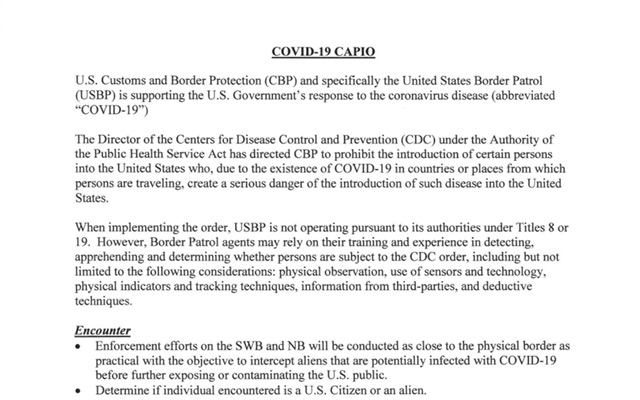 COVID-19 CAPIO
U.S. Customs and Border Protection (CBP) and specifically the United States Border Patrol
(USBP) is supporting the U.S. Government's response to the coronavirus disease (abbreviated
"COVID-19")
The Director of the Centers for Disease Control and Prevention (CDC) under the Authority of
the Public Health Service Act has directed CBP to prohibit the introduction of certain persons
into the United States who, due to the existence of COVID-19 in countries or places from which
persons are traveling, create a serious danger of the introduction of such disease into the United
States.
When implementing the order, USBP is not operating pursuant to its authorities under Titles 8 or
19. However, Border Patrol agents may rely on their training and experience in detecting,
apprehending and determining whether persons are subject to the CDC order, including but not
limited to the following considerations: physical observation, use of sensors and technology,
physical indicators and tracking techniques, information from third-parties, and deductive
techniques.
Encounter
• Enforcement efforts on the SWB and NB will be conducted as close to the physical border as
practical with the objective to intercept aliens that are potentially infected with COVID-19
before further exposing or contaminating the U.S. public.
• Determine if individual encountered is a U.S. Citizen or an alien.